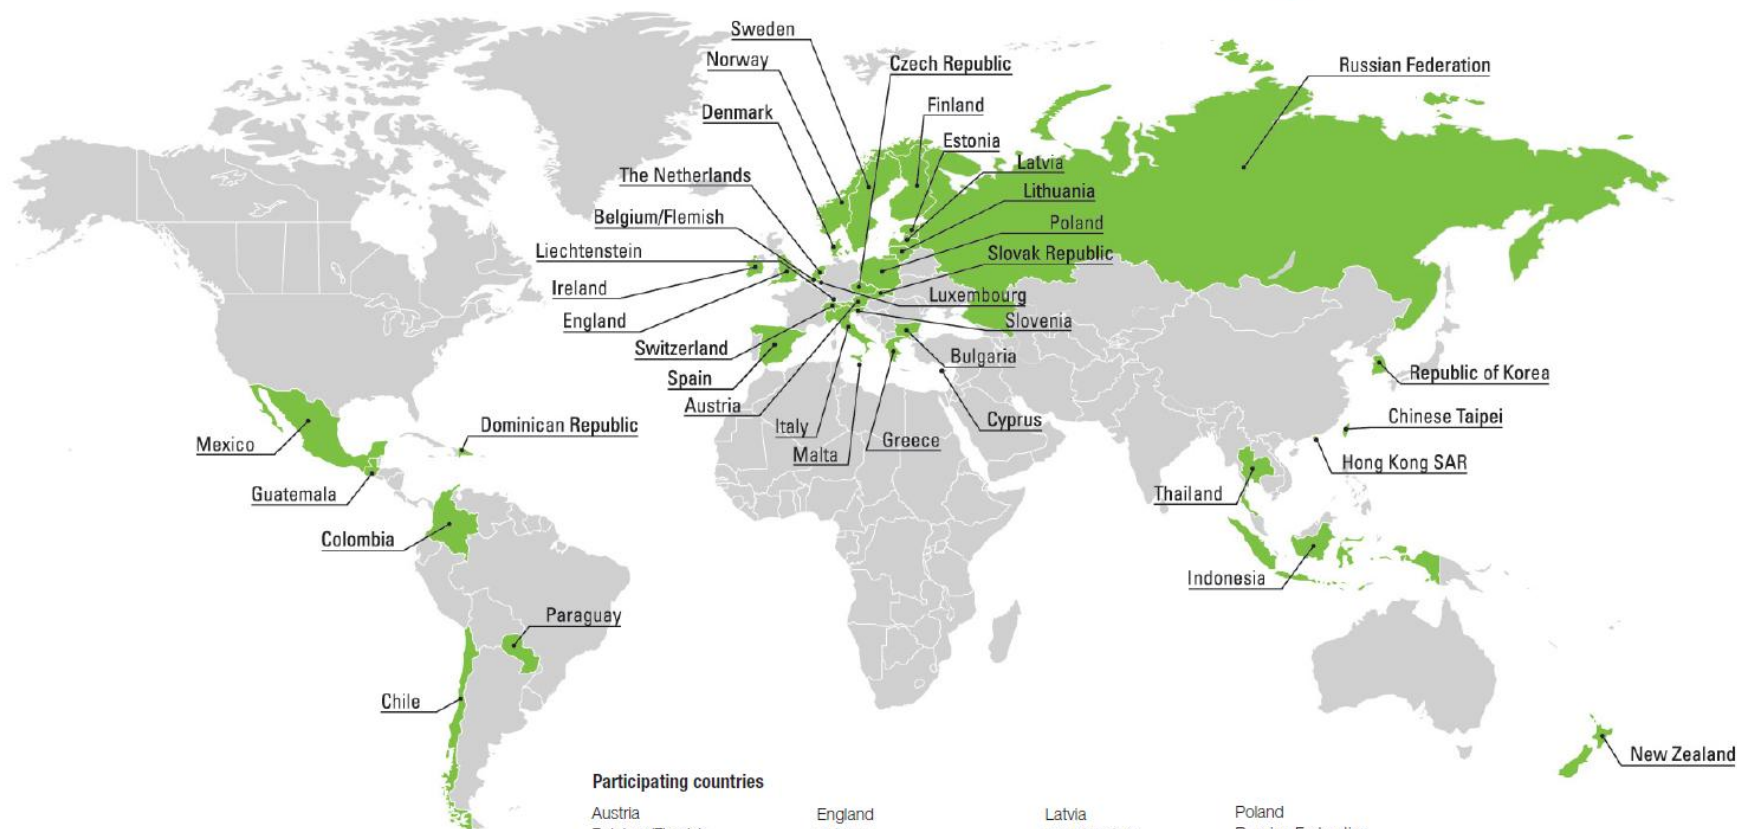 Sweden
Norway
Czech Republic
Russian Federation
Denmark
Finland
Estonia
Latvia
The Netherlands
Lithuania
Belgium/Flemish
Poland
Liechtenstein
Slovak Republic
Ireland
Luxembourg
England
Slovenia
Switzerland
Bulgaria
Spain
Republic of Korea
Austria
Cyprus
Chinese Taipei
Italy
Greece
Dominican Republic
Mexico
Malta
Hong Kong SAR
Guatemala
Thailand
Colombia
Indonesia
Paraguay
Chile
New Zealand
Participating countries
Austria England Latvia Poland